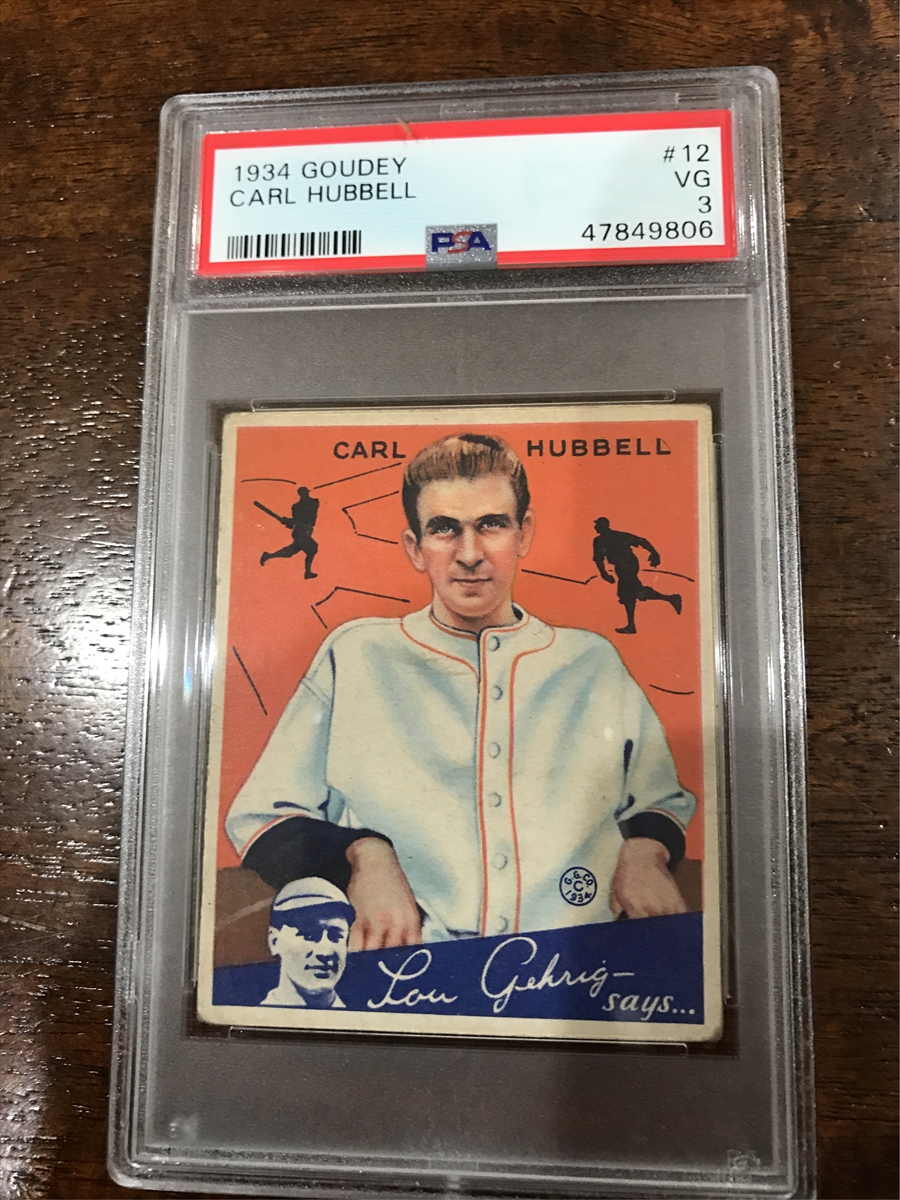 1934 GOUDEY #12
CARL HUBBELL VG
3
PSA 47849806
CARL HUBBELL
G.G.CO.
C
1934
Lou Gehrig—
says...